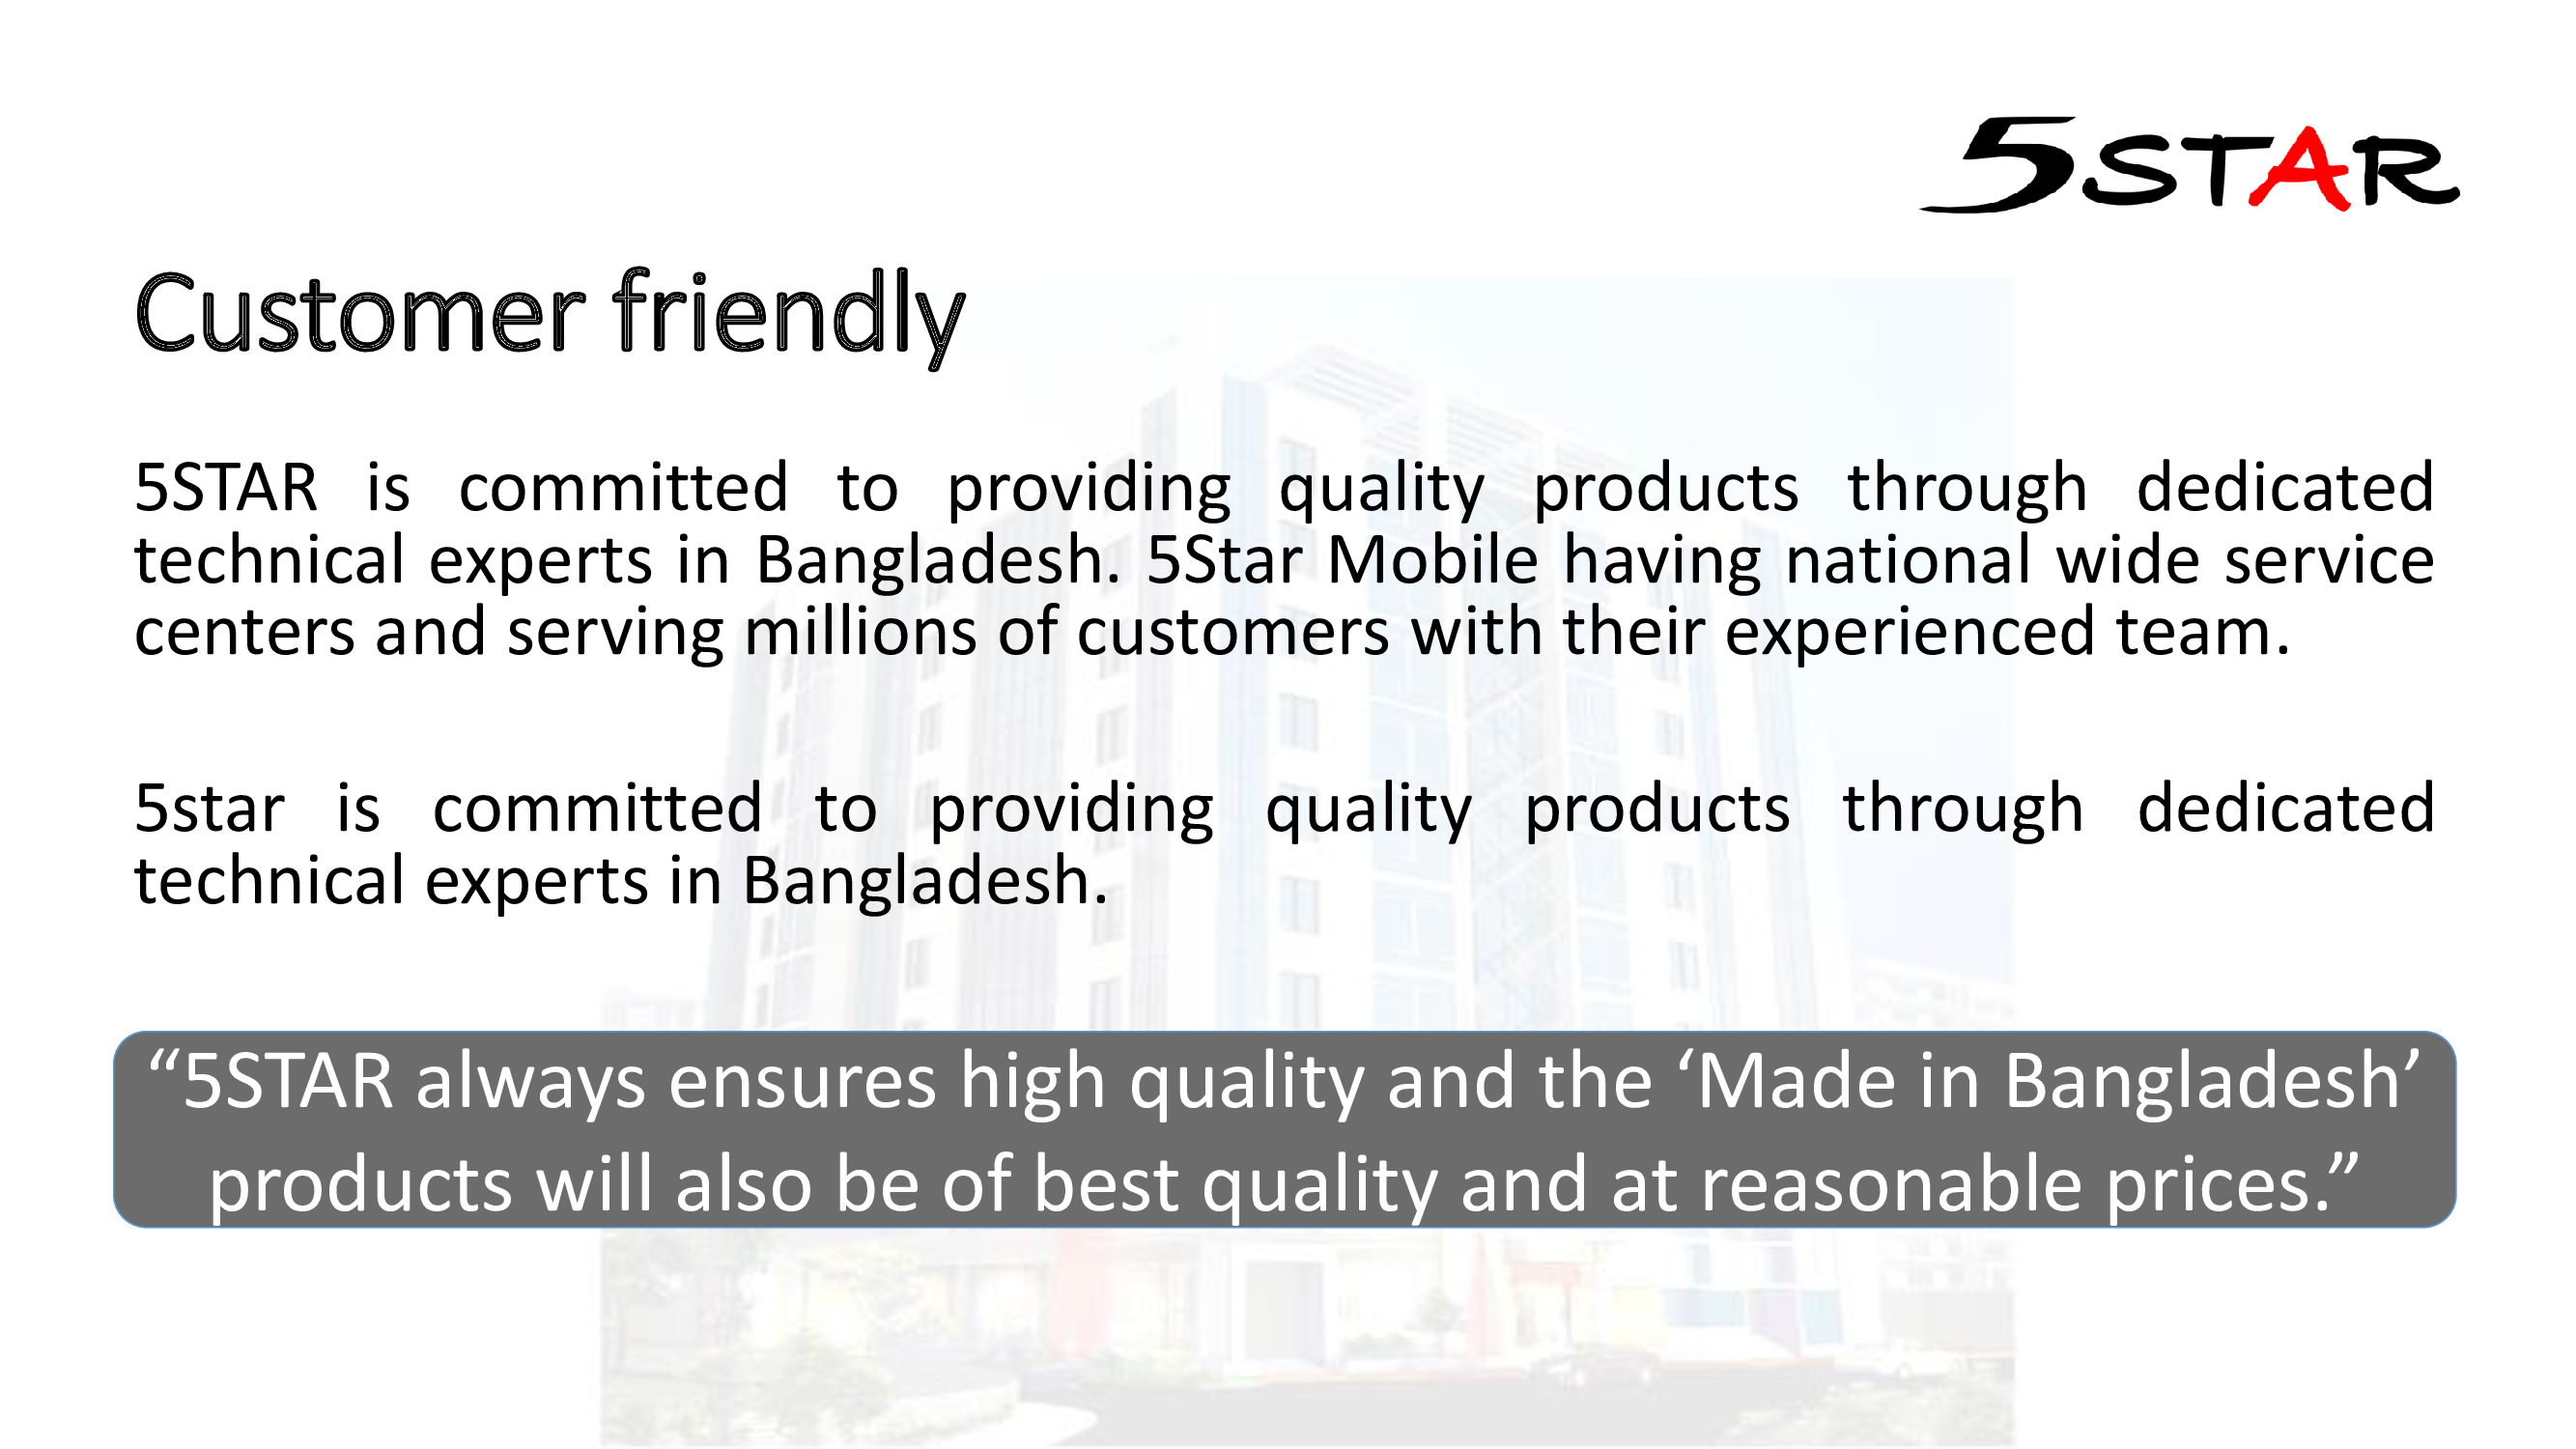 5STAR
Customer friendly
5STAR is committed to providing quality products through dedicated
technical experts in Bangladesh. 5Star Mobile having national wide service
centers and serving millions of customers with their experienced team.
5star is committed to providing quality products through dedicated
technical experts in Bangladesh.
“5STAR always ensures high quality and the ‘Made in Bangladesh’
products will also be of best quality and at reasonable prices.”